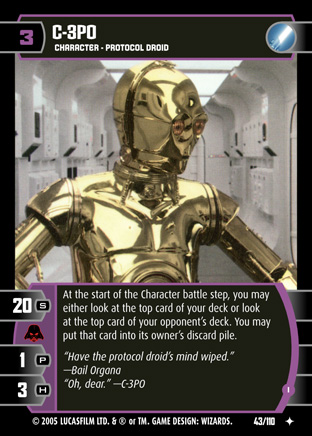 3
C-3PO
CHARACTER • PROTOCOL DROID
20 S
At the start of the Character battle step, you may
either look at the top card of your deck or look
at the top card of your opponent's deck. You may
put that card into its owner's discard pile.
1 P
"Have the protocol droid's mind wiped."
—Bail Organa
3 H
"Oh, dear." —C-3PO
I
© 2005 LUCASFILM LTD. & ® or TM. GAME DESIGN: WIZARDS. 43/110